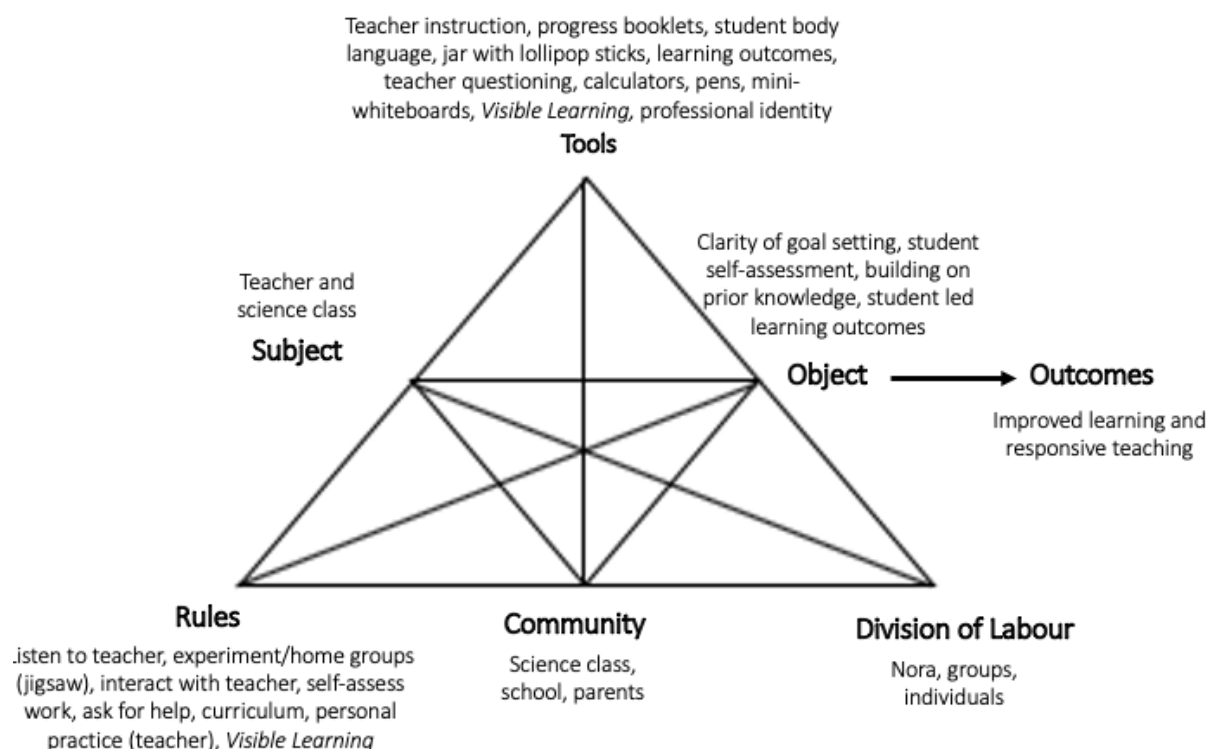 Teacher instruction, progress booklets, student body
language, jar with lollipop sticks, learning outcomes,
teacher questioning, calculators, pens, mini-
whiteboards, Visible Learning, professional identity
Tools
Clarity of goal setting, student
self-assessment, building on
prior knowledge, student led
learning outcomes
Teacher and
science class
Subject
Object
Outcomes
Improved learning and
responsive teaching
Rules
.isten to teacher, experiment/home groups
(jigsaw), interact with teacher, self-assess
work, ask for help, curriculum, personal
practice (teacher), Visible Learning
Community
Science class,
school, parents
Division of Labour
Nora, groups,
individuals